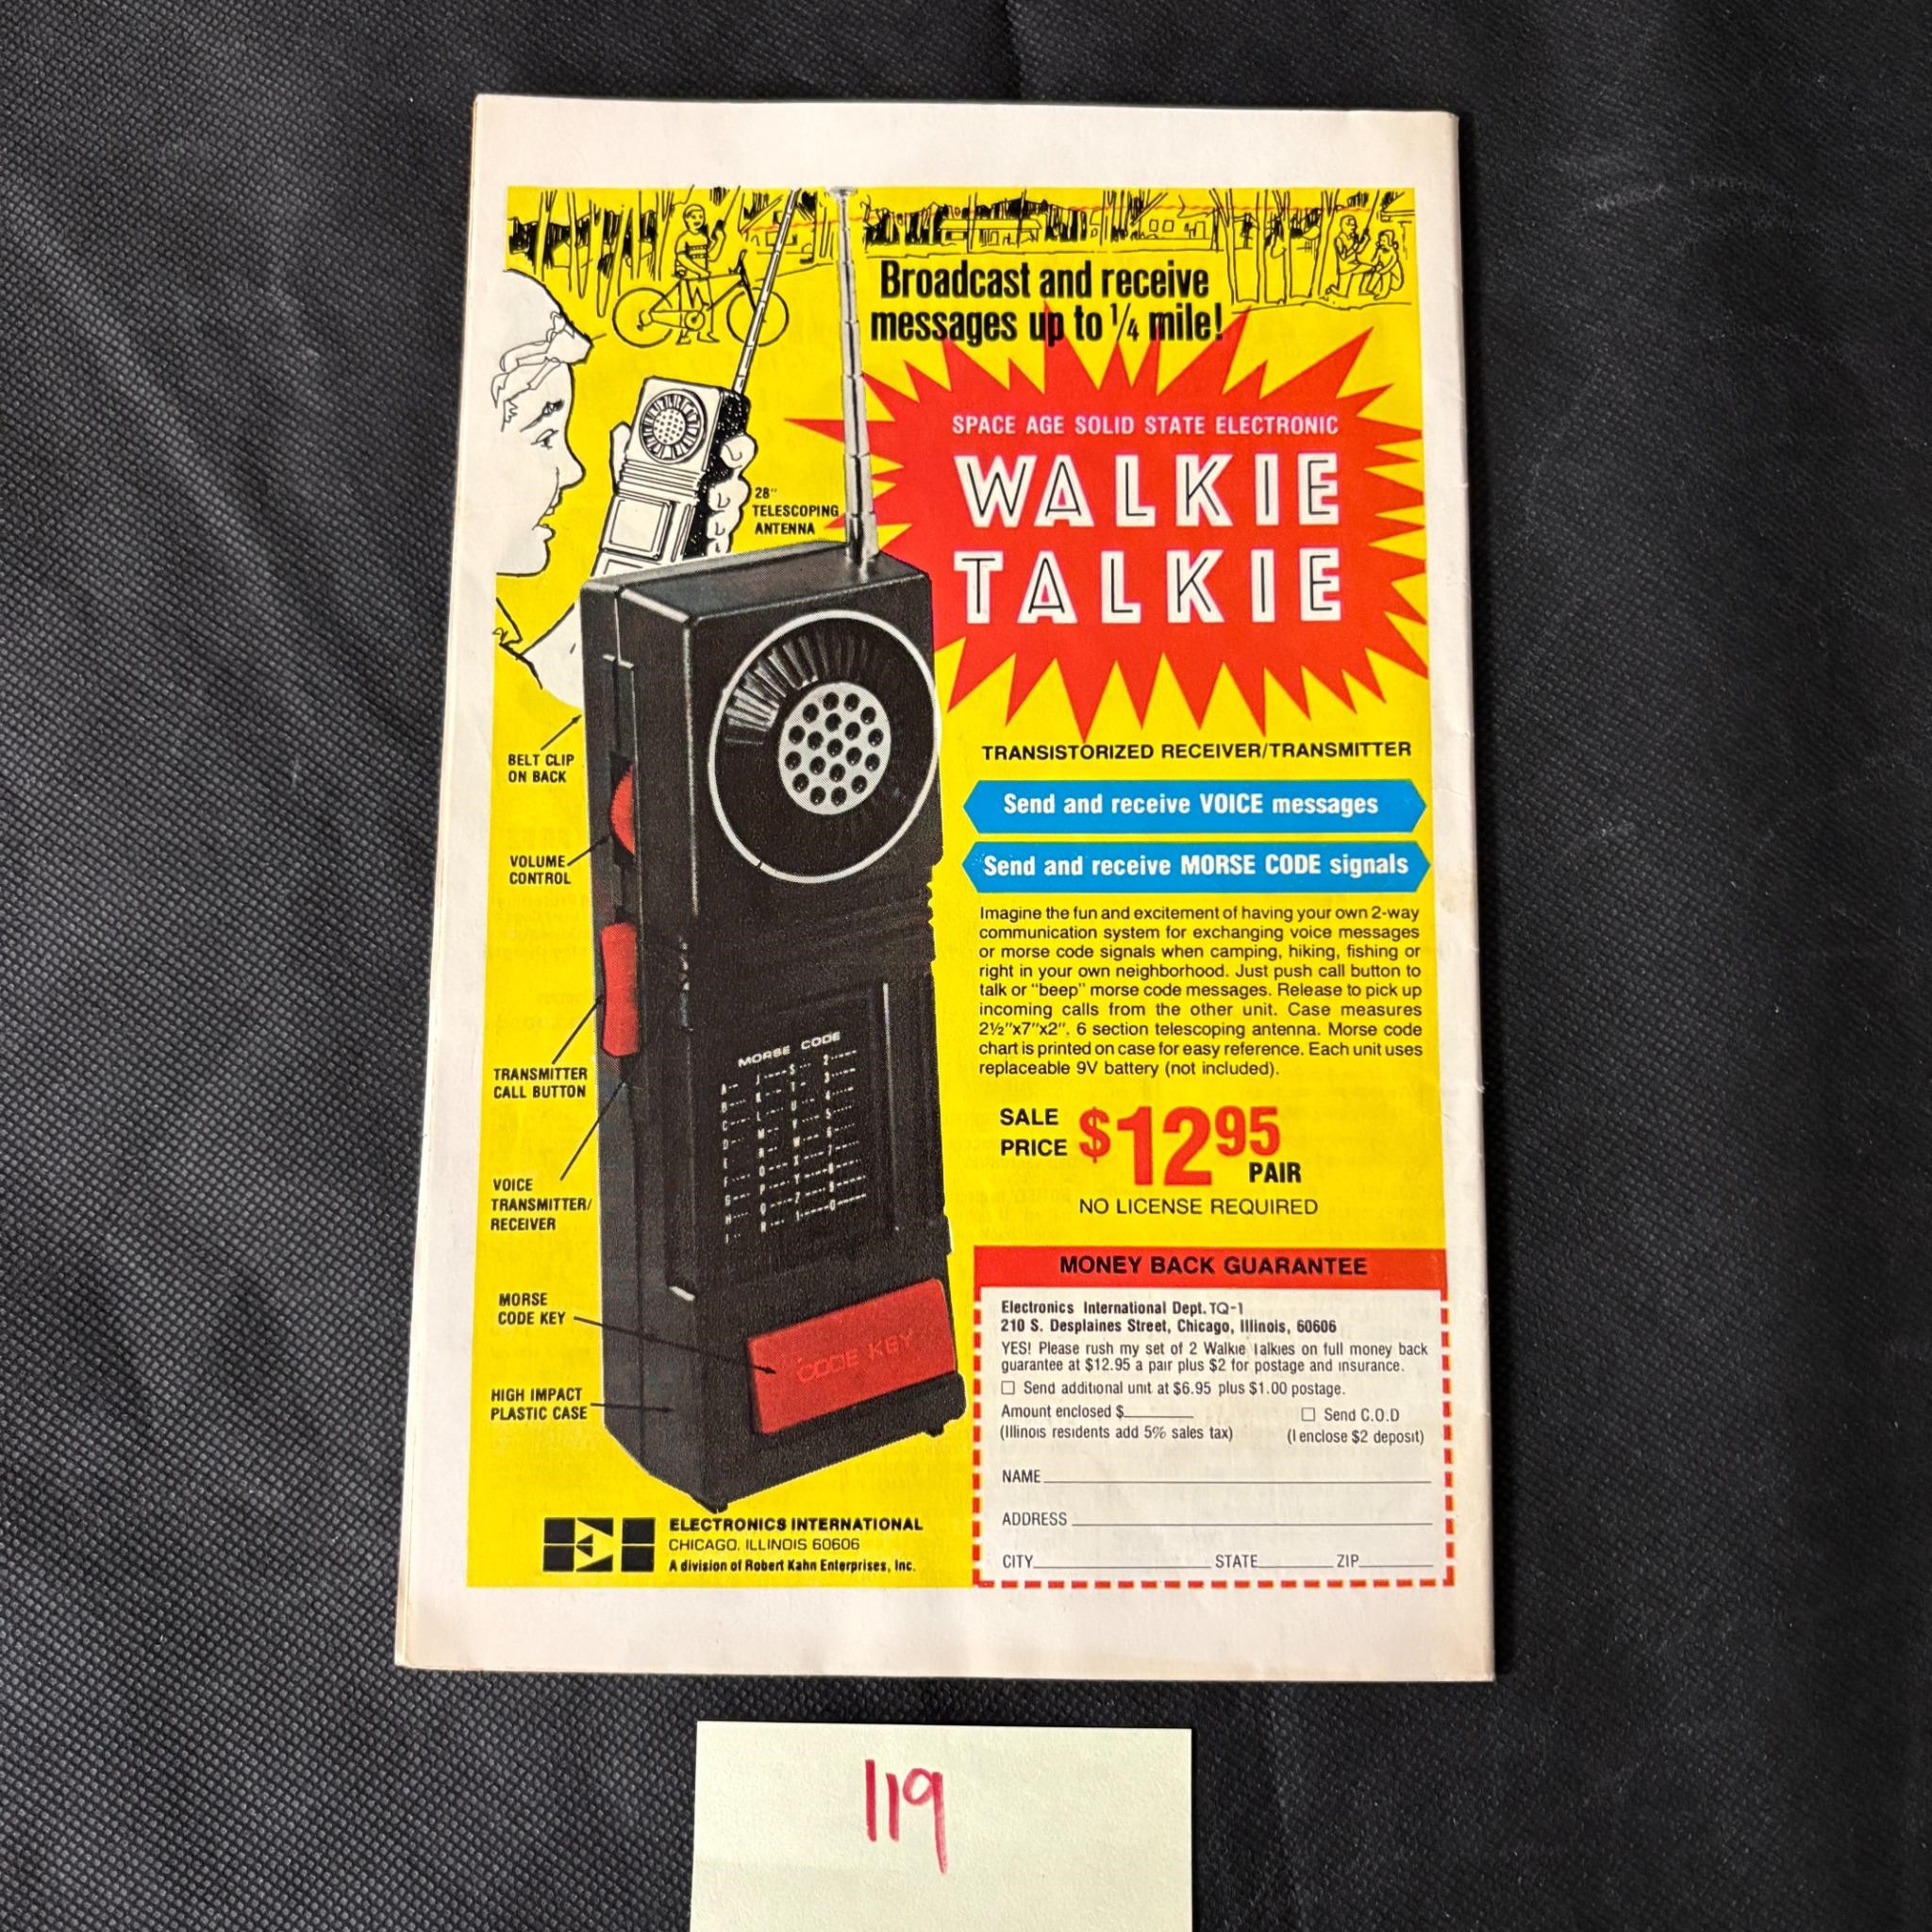 Broadcast and receive
messages up to 1/4 mile!
SPACE AGE SOLID STATE ELECTRONIC
WALKIE
TALKIE
28"
TELESCOPING
ANTENNA
BELT CLIP
ON BACK
VOLUME
CONTROL
TRANSMITTER
CALL BUTTON
VOICE
TRANSMITTER/
RECEIVER
MORSE
CODE KEY
HIGH IMPACT
PLASTIC CASE
MORSE CODE
CODE KEY
TRANSISTORIZED RECEIVER/TRANSMITTER
Send and receive VOICE messages
Send and receive MORSE CODE signals
Imagine the fun and excitement of having your own 2-way
communication system for exchanging voice messages
or morse code signals when camping, hiking, fishing or
right in your own neighborhood. Just push call button to
talk or "beep" morse code messages. Release to pick up
incoming calls from the other unit. Case measures
2½"x7"x2". 6 section telescoping antenna. Morse code
chart is printed on case for easy reference. Each unit uses
replaceable 9V battery (not included).
SALE
PRICE $12 95
PAIR
NO LICENSE REQUIRED
MONEY BACK GUARANTEE
Electronics International Dept. TQ-1
210 S. Desplaines Street, Chicago, Illinois, 60606
YES! Please rush my set of 2 Walkie Talkies on full money back
guarantee at $12.95 a pair plus $2 for postage and insurance.
Send additional unit at $6.95 plus $1.00 postage.
Amount enclosed $ Send C.O.D
(Illinois residents add 5% sales tax) (I enclose $2 deposit)
NAME
ADDRESS
CITY STATE ZIP
ELECTRONICS INTERNATIONAL
CHICAGO, ILLINOIS 60606
A division of Robert Kahn Enterprises, Inc.
119